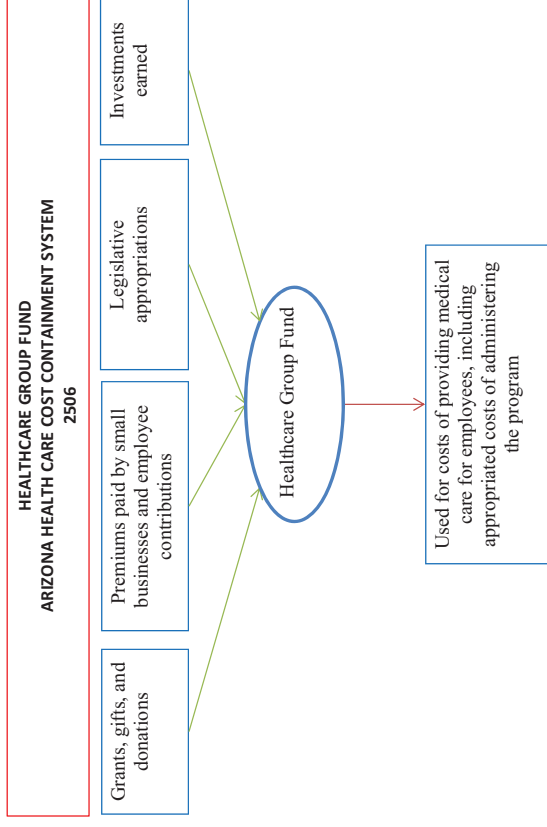 HEALTHCARE GROUP FUND
ARIZONA HEALTH CARE COST CONTAINMENT SYSTEM
2506
Grants, gifts, and
donations
Premiums paid by small
businesses and employee
contributions
Legislative
appropriations
Investments
earned
Healthcare Group Fund
Used for costs of providing medical
care for employees, including
appropriated costs of administering
the program